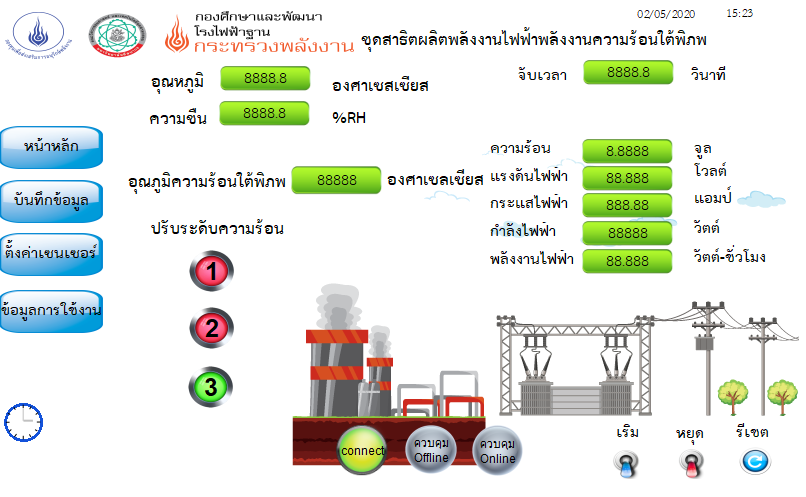 02/05/2020 15:23
กองศึกษาและพัฒนา
โรงไฟฟ้าฐาน
กระทรวงพลังงาน
ชุดสาธิตผลิตพลังงานไฟฟ้าพลังงานความร้อนใต้พิภพ
อุณหภูมิ 8888.8 องศาเซสเซียส
ความชืน 8888.8 %RH
จับเวลา 8888.8 วินาที
หน้าหลัก
บันทึกข้อมูล
ตั้งค่าเซนเซอร์
ข้อมูลการใช้งาน
อุณภูมิความร้อนใต้พิภพ 88888 องศาเซลเซียส
ความร้อน 8.8888 จูล
แรงดันไฟฟ้า 88.888 โวลต์
กระแสไฟฟ้า 888.88 แอมป์
กำลังไฟฟ้า 88888 วัตต์
พลังงานไฟฟ้า 88.888 วัตต์-ชั่วโมง
ปรับระดับความร้อน
1
2
3
connect
ควบคุม
Offline
ควบคุม
Online
เริม หยุด รีเซต